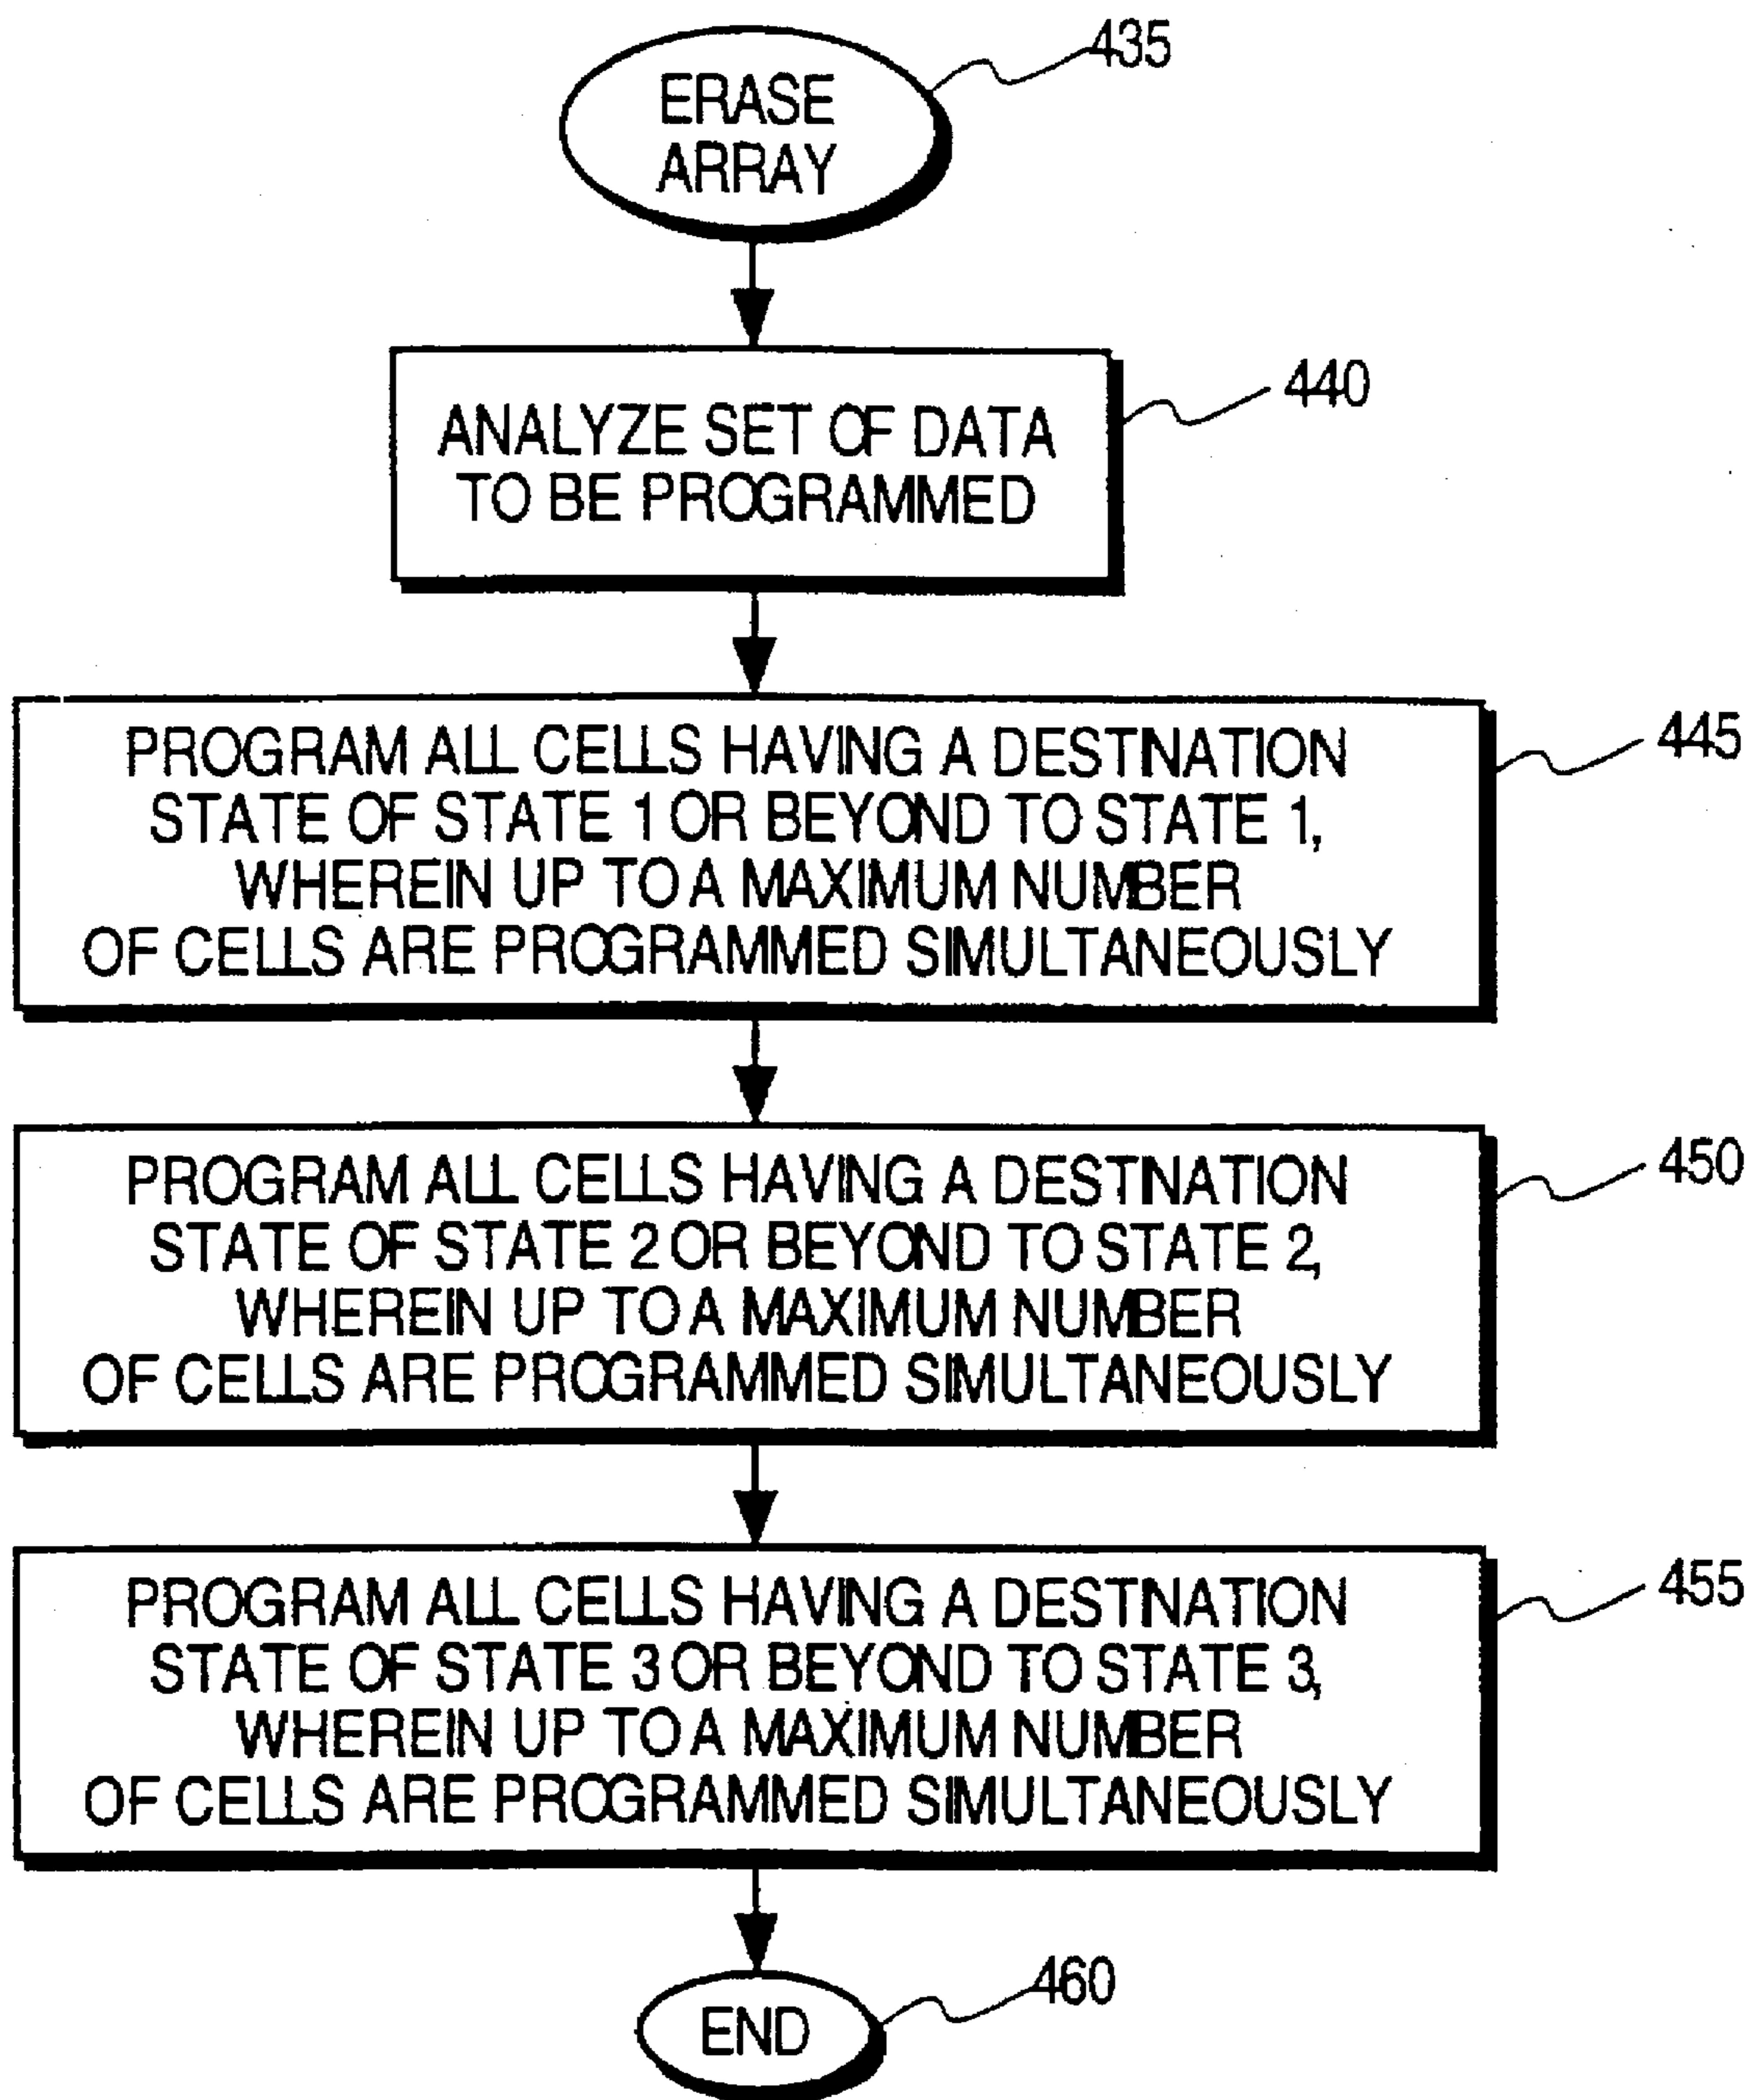 ERASE
ARRAY
435
ANALYZE SET OF DATA
TO BE PROGRAMMED
440
PROGRAM ALL CELLS HAVING A DESTINATION
STATE OF STATE 1 OR BEYOND TO STATE 1,
WHEREIN UP TO A MAXIMUM NUMBER
OF CELLS ARE PROGRAMMED SIMULTANEOUSLY
445
PROGRAM ALL CELLS HAVING A DESTINATION
STATE OF STATE 2 OR BEYOND TO STATE 2,
WHEREIN UP TO A MAXIMUM NUMBER
OF CELLS ARE PROGRAMMED SIMULTANEOUSLY
450
PROGRAM ALL CELLS HAVING A DESTINATION
STATE OF STATE 3 OR BEYOND TO STATE 3,
WHEREIN UP TO A MAXIMUM NUMBER
OF CELLS ARE PROGRAMMED SIMULTANEOUSLY
455
END
460